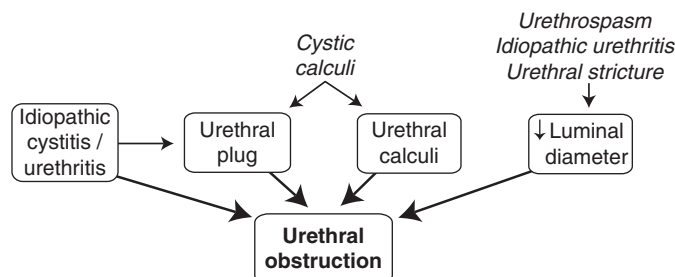 Cystic
calculi
Urethrospasm
Idiopathic urethritis
Urethral stricture
Idiopathic
cystitis /
urethritis
Urethral
plug
Urethral
calculi
↓ Luminal
diameter
Urethral
obstruction